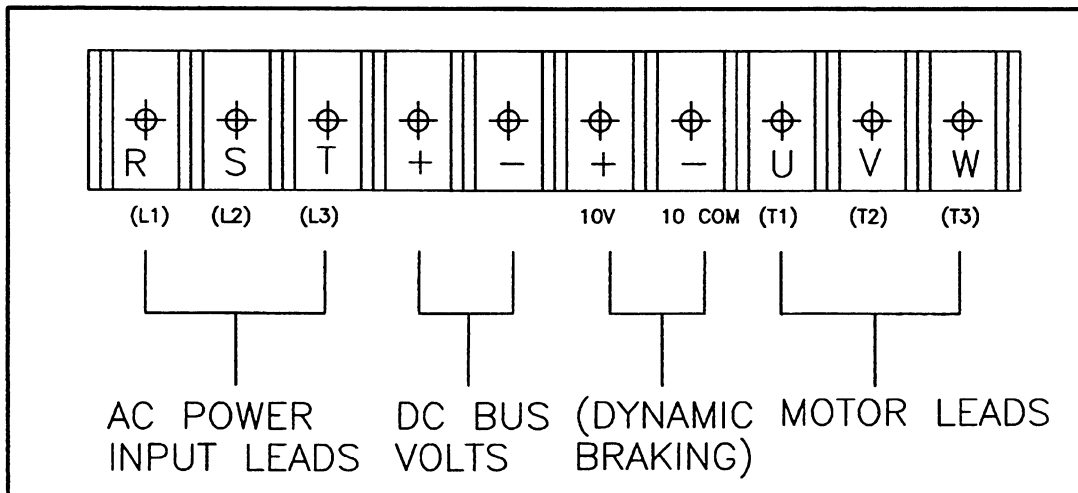 R S T + - + - U V W
(L1) (L2) (L3) 10V 10 COM (T1) (T2) (T3)
AC POWER
INPUT LEADS
DC BUS
VOLTS
(DYNAMIC
BRAKING)
MOTOR LEADS